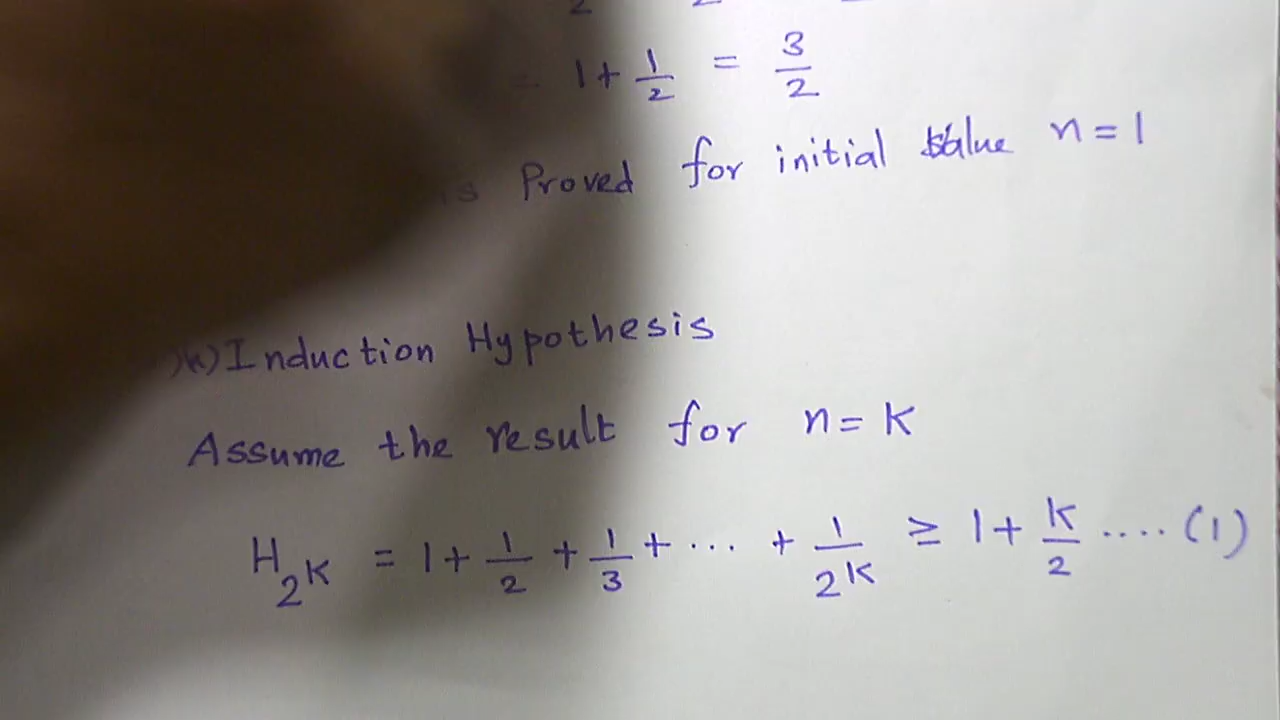 = 1 + 1/2 = 3/2
is Proved for initial value n = 1
Induction Hypothesis
Assume the result for n = k
H_{2^k} = 1 + 1/2 + 1/3 + ... + 1/2^k ≥ 1 + k/2 .... (1)